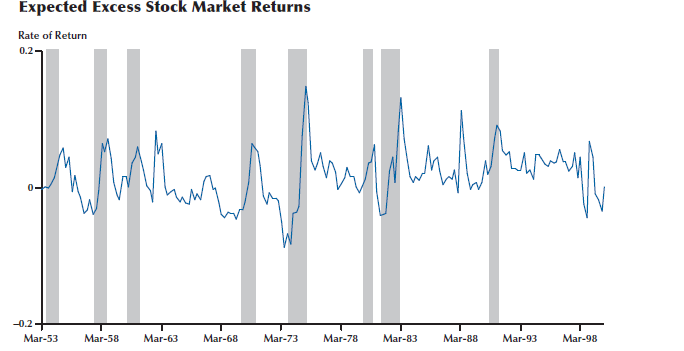 Expected Excess Stock Market Returns
Rate of Return
0.2
0
–0.2
Mar-53 Mar-58 Mar-63 Mar-68 Mar-73 Mar-78 Mar-83 Mar-88 Mar-93 Mar-98